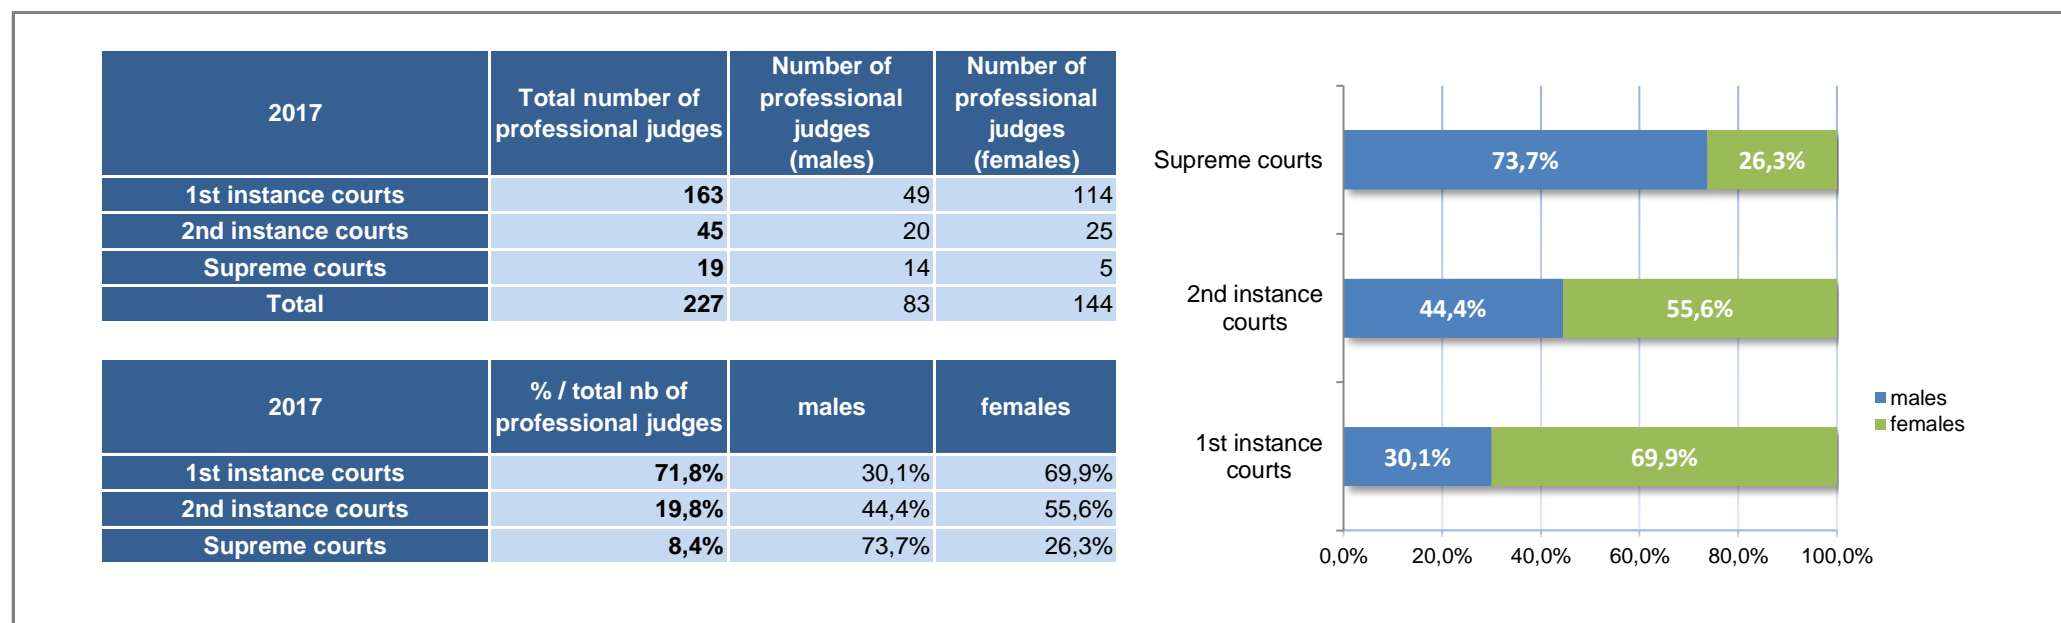 2017
Total number of
professional judges
Number of
professional
judges
(males)
Number of
professional
judges
(females)
1st instance courts 163 49 114
2nd instance courts 45 20 25
Supreme courts 19 14 5
Total 227 83 144
2017
% / total nb of
professional judges
males
females
1st instance courts 71,8% 30,1% 69,9%
2nd instance courts 19,8% 44,4% 55,6%
Supreme courts 8,4% 73,7% 26,3%
Supreme courts 73,7% 26,3%
2nd instance
courts
44,4% 55,6%
1st instance
courts
30,1% 69,9%
0,0% 20,0% 40,0% 60,0% 80,0% 100,0%
males
females